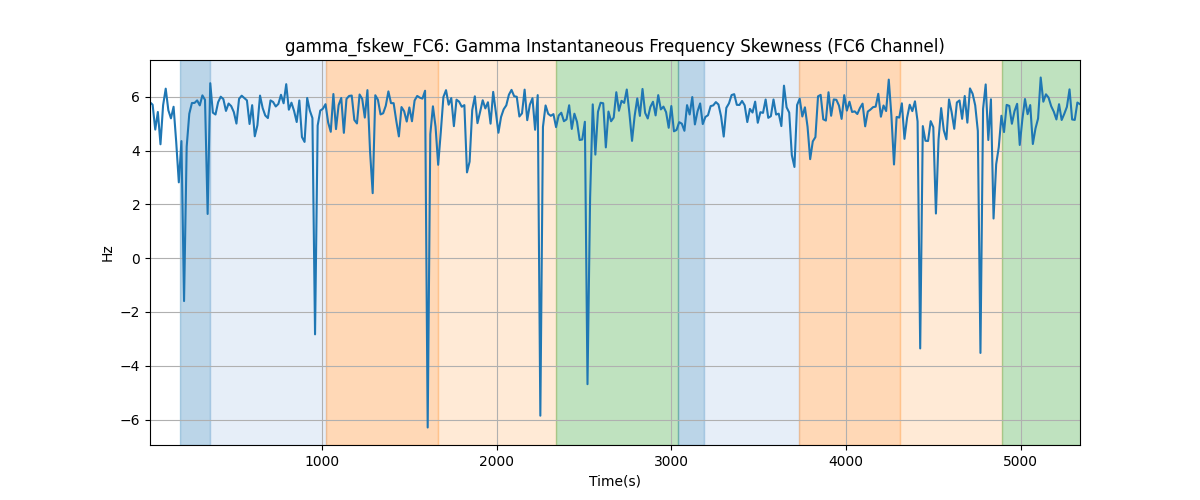 gamma_fskew_FC6: Gamma Instantaneous Frequency Skewness (FC6 Channel)
6
4
2
0
−2
−4
−6
Hz
1000 2000 3000 4000 5000
Time(s)